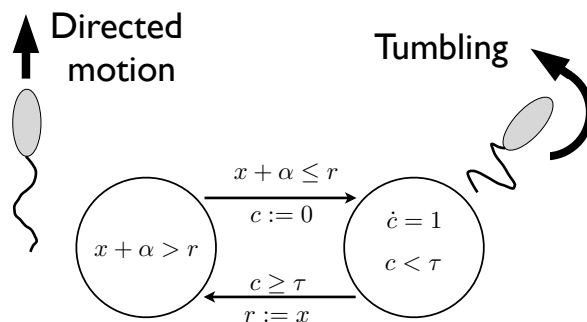 Directed
motion
Tumbling
x + α ≤ r
c := 0
x + α > r
ċ = 1
c < τ
c ≥ τ
r := x